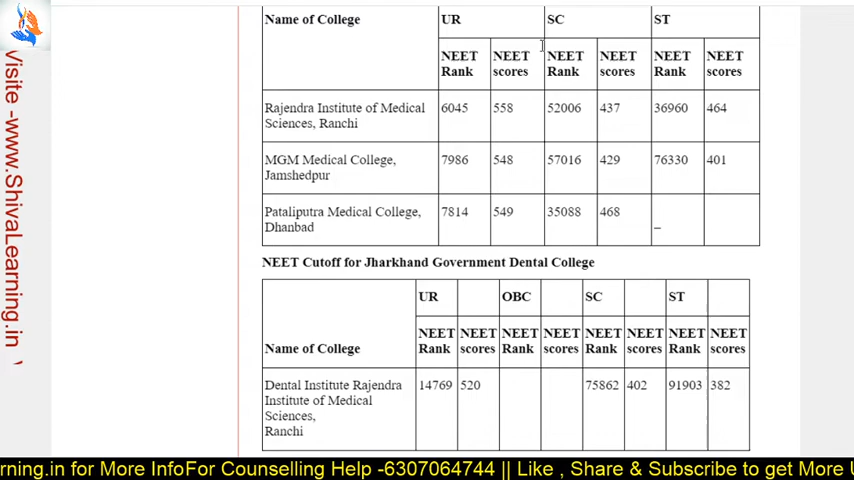 Name of College UR SC ST
NEET NEET NEET NEET NEET NEET
Rank scores Rank scores Rank scores
Rajendra Institute of Medical 6045 558 52006 437 36960 464
Sciences, Ranchi
MGM Medical College, 7986 548 57016 429 76330 401
Jamshedpur
Pataliputra Medical College, 7814 549 35088 468
Dhanbad –
NEET Cutoff for Jharkhand Government Dental College
UR OBC SC ST
NEET NEET NEET NEET NEET NEET NEET NEET
Name of College Rank scores Rank scores Rank scores Rank scores
Dental Institute Rajendra 14769 520 75862 402 91903 382
Institute of Medical
Sciences,
Ranchi
Visite -www.ShivaLearning.in
rning.in for More InfoFor Counselling Help -6307064744 || Like , Share & Subscribe to get More U